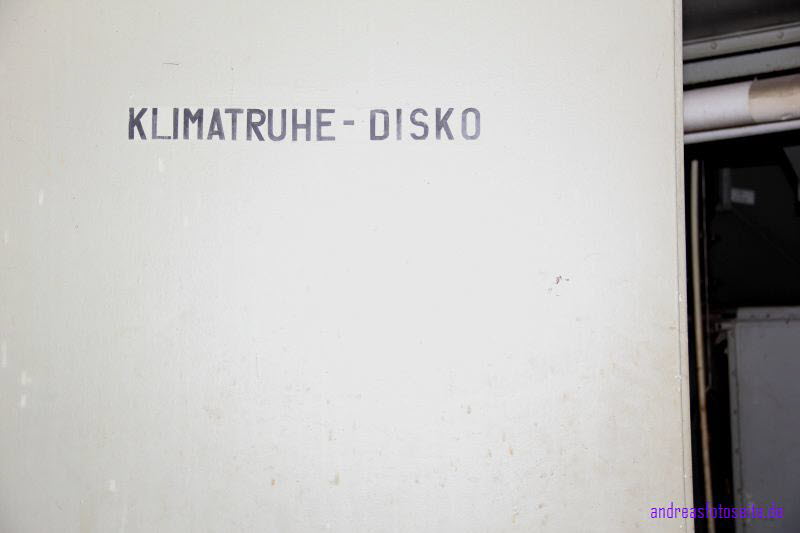 KLIMATRUHE - DISKO
andreasfotoseite.de